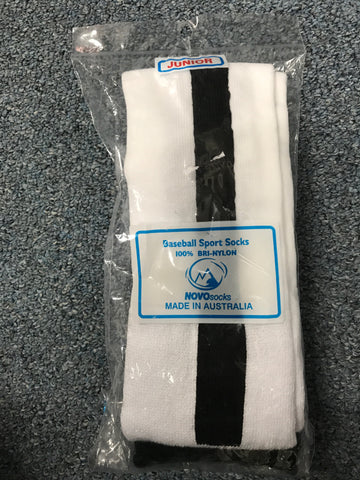 JUNIOR
Baseball Sport Socks
100% BRI-NYLON
NOVOsocks
MADE IN AUSTRALIA